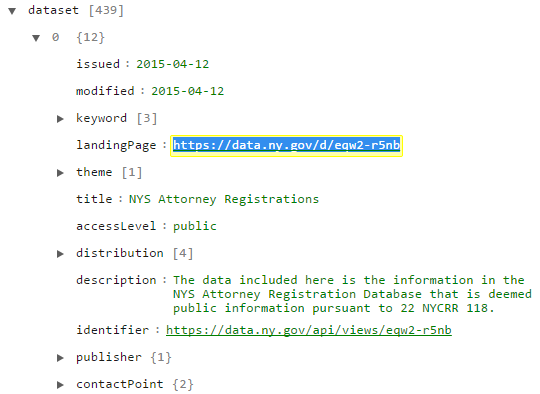 dataset [439]
0 {12}
issued : 2015-04-12
modified : 2015-04-12
keyword [3]
landingPage : https://data.ny.gov/d/eqw2-r5nb
theme [1]
title : NYS Attorney Registrations
accessLevel : public
distribution [4]
description : The data included here is the information in the
NYS Attorney Registration Database that is deemed
public information pursuant to 22 NYCRR 118.
identifier : https://data.ny.gov/api/views/eqw2-r5nb
publisher {1}
contactPoint {2}